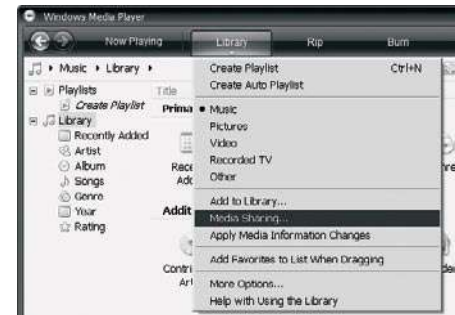 Windows Media Player
Now Playing Library Rip Burn
Music Library
Playlists
Create Playlist
Library
Recently Added
Artist
Album
Songs
Genre
Year
Rating
Title
Prima
Rece
Add
Addit
Contri
Art
Create Playlist Ctrl+N
Create Auto Playlist
Music
Pictures
Video
Recorded TV
Other
Add to Library...
Media Sharing...
Apply Media Information Changes
Add Favorites to List When Dragging
More Options...
Help with Using the Library